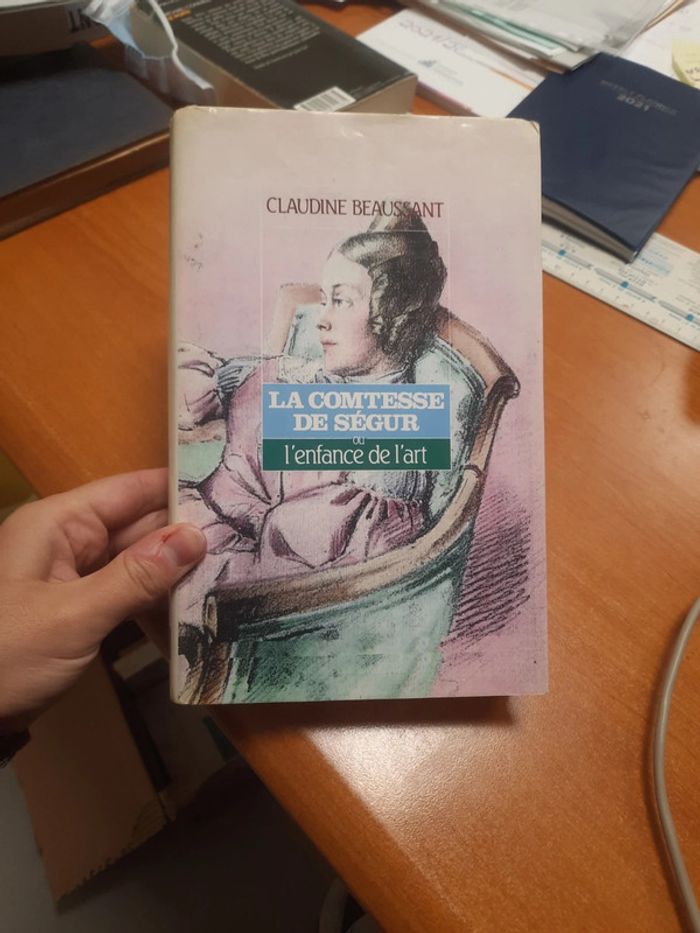 CLAUDINE BEAUSSANT
LA COMTESSE
DE SÉGUR
ou
l'enfance de l'art